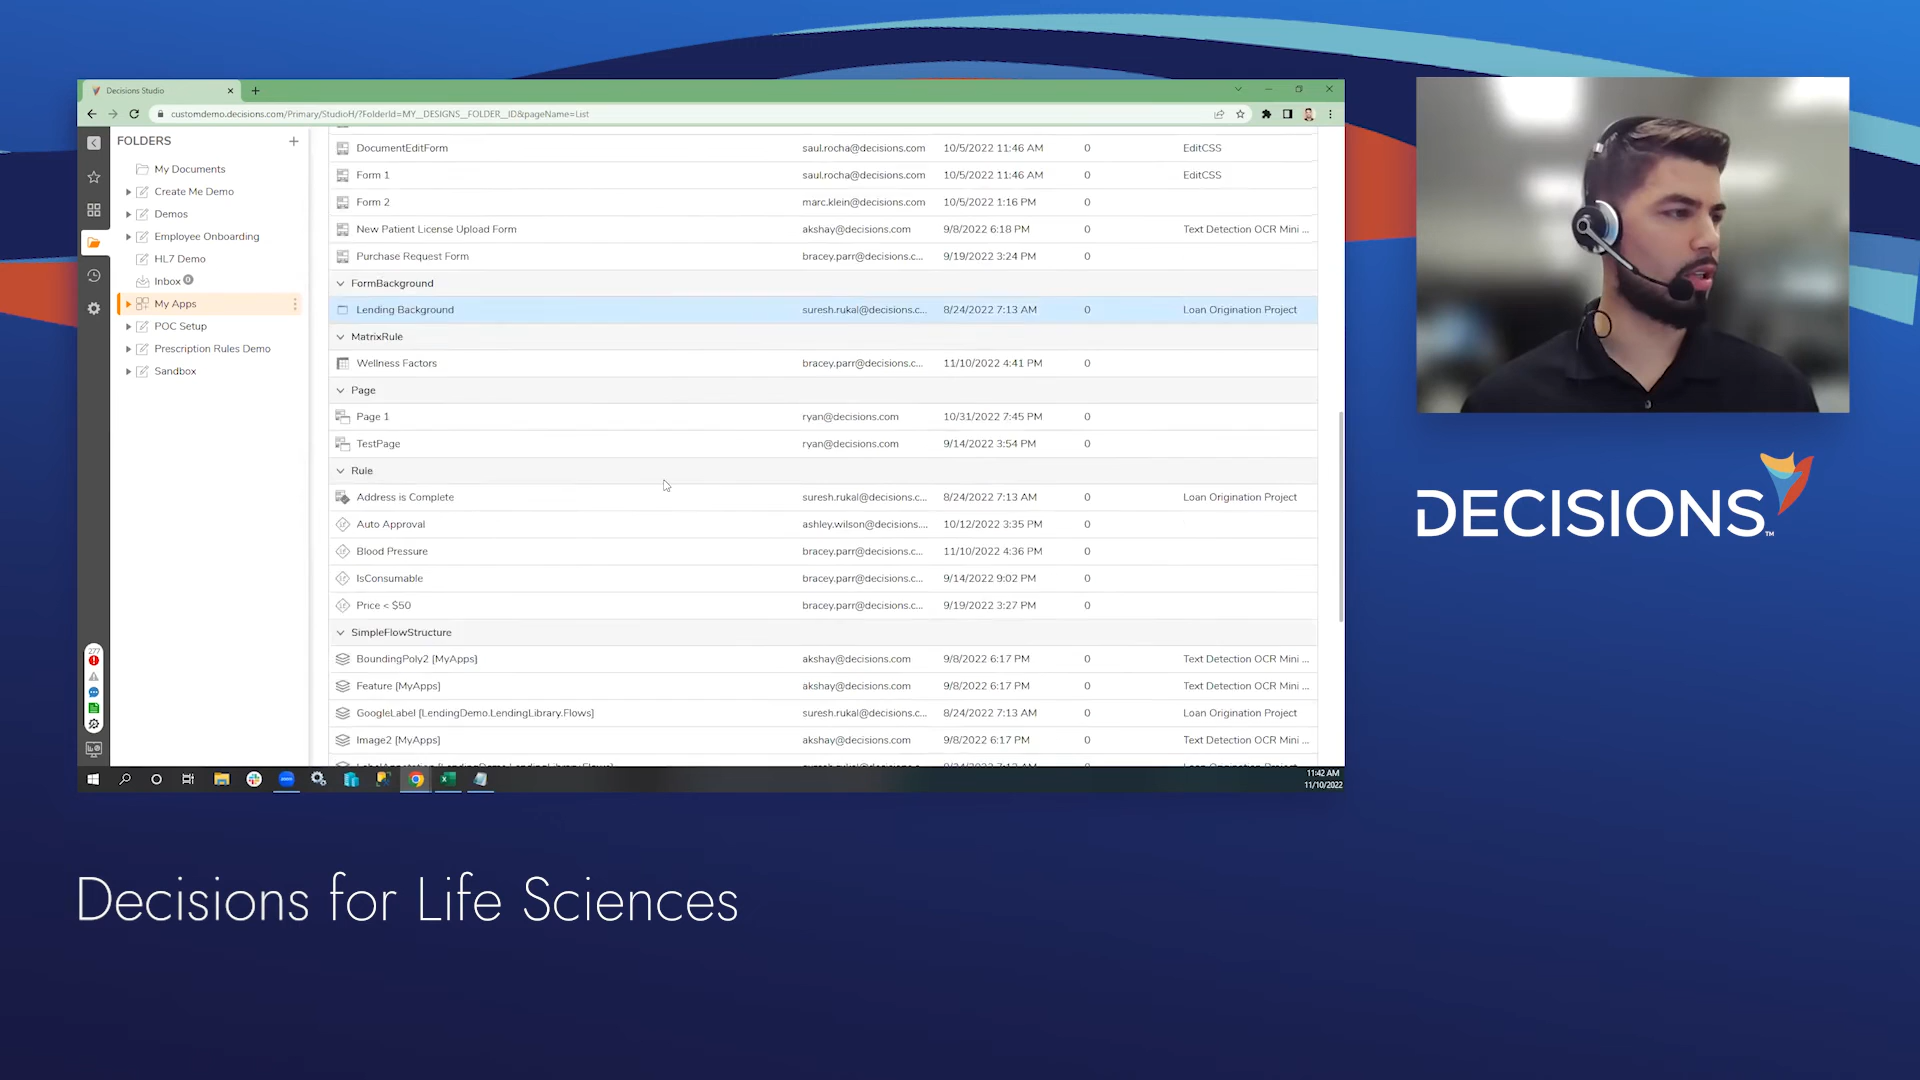 Decisions Studio
customdemo.decisions.com/Primary/StudioH/?FolderId=MY__DESIGNS__FOLDER__ID&pageName=List
FOLDERS
My Documents
Create Me Demo
Demos
Employee Onboarding
HL7 Demo
Inbox 0
My Apps
POC Setup
Prescription Rules Demo
Sandbox
277
DocumentEditForm saul.rocha@decisions.com 10/5/2022 11:46 AM 0 EditCSS
Form 1 saul.rocha@decisions.com 10/5/2022 11:46 AM 0 EditCSS
Form 2 marc.klein@decisions.com 10/5/2022 1:16 PM 0
New Patient License Upload Form akshay@decisions.com 9/8/2022 6:18 PM 0 Text Detection OCR Mini ...
Purchase Request Form bracey.parr@decisions.c... 9/19/2022 3:24 PM 0
FormBackground
Lending Background suresh.rukal@decisions.c... 8/24/2022 7:13 AM 0 Loan Origination Project
MatrixRule
Wellness Factors bracey.parr@decisions.c... 11/10/2022 4:41 PM 0
Page
Page 1 ryan@decisions.com 10/31/2022 7:45 PM 0
TestPage ryan@decisions.com 9/14/2022 3:54 PM 0
Rule
Address is Complete suresh.rukal@decisions.c... 8/24/2022 7:13 AM 0 Loan Origination Project
Auto Approval ashley.wilson@decisions.... 10/12/2022 3:35 PM 0
Blood Pressure bracey.parr@decisions.c... 11/10/2022 4:36 PM 0
IsConsumable bracey.parr@decisions.c... 9/14/2022 9:02 PM 0
Price < $50 bracey.parr@decisions.c... 9/19/2022 3:27 PM 0
SimpleFlowStructure
BoundingPoly2 [MyApps] akshay@decisions.com 9/8/2022 6:17 PM 0 Text Detection OCR Mini ...
Feature [MyApps] akshay@decisions.com 9/8/2022 6:17 PM 0 Text Detection OCR Mini ...
GoogleLabel [LendingDemo.LendingLibrary.Flows] suresh.rukal@decisions.c... 8/24/2022 7:13 AM 0 Loan Origination Project
Image2 [MyApps] akshay@decisions.com 9/8/2022 6:17 PM 0 Text Detection OCR Mini ...
11:42 AM
11/10/2022
DECISIONS™
Decisions for Life Sciences